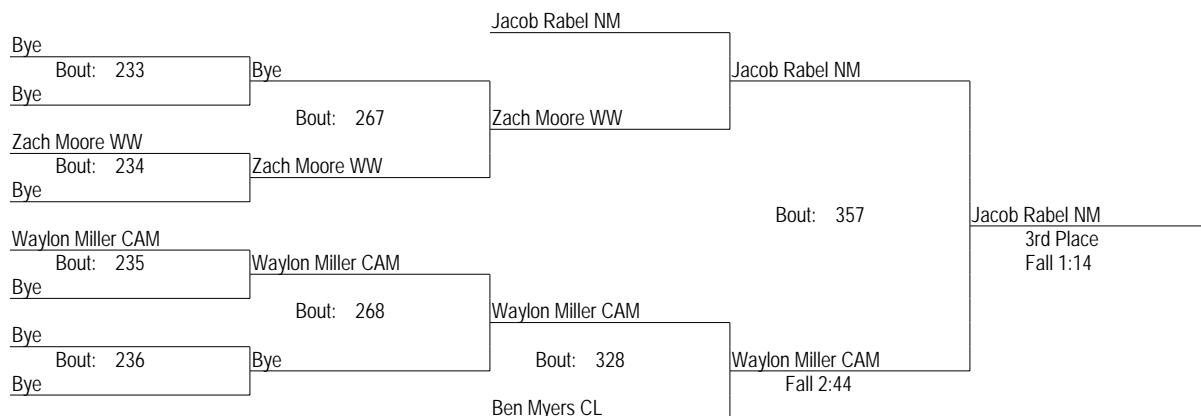 Jacob Rabel NM
Bye
Bout: 233
Bye
Jacob Rabel NM
Bye
Bout: 267
Zach Moore WW
Zach Moore WW
Bout: 234
Zach Moore WW
Bye
Bout: 357
Jacob Rabel NM
3rd Place
Fall 1:14
Waylon Miller CAM
Bout: 235
Waylon Miller CAM
Bye
Bout: 268
Waylon Miller CAM
Bye
Bout: 236
Bye
Bout: 328
Waylon Miller CAM
Fall 2:44
Bye
Ben Myers CL